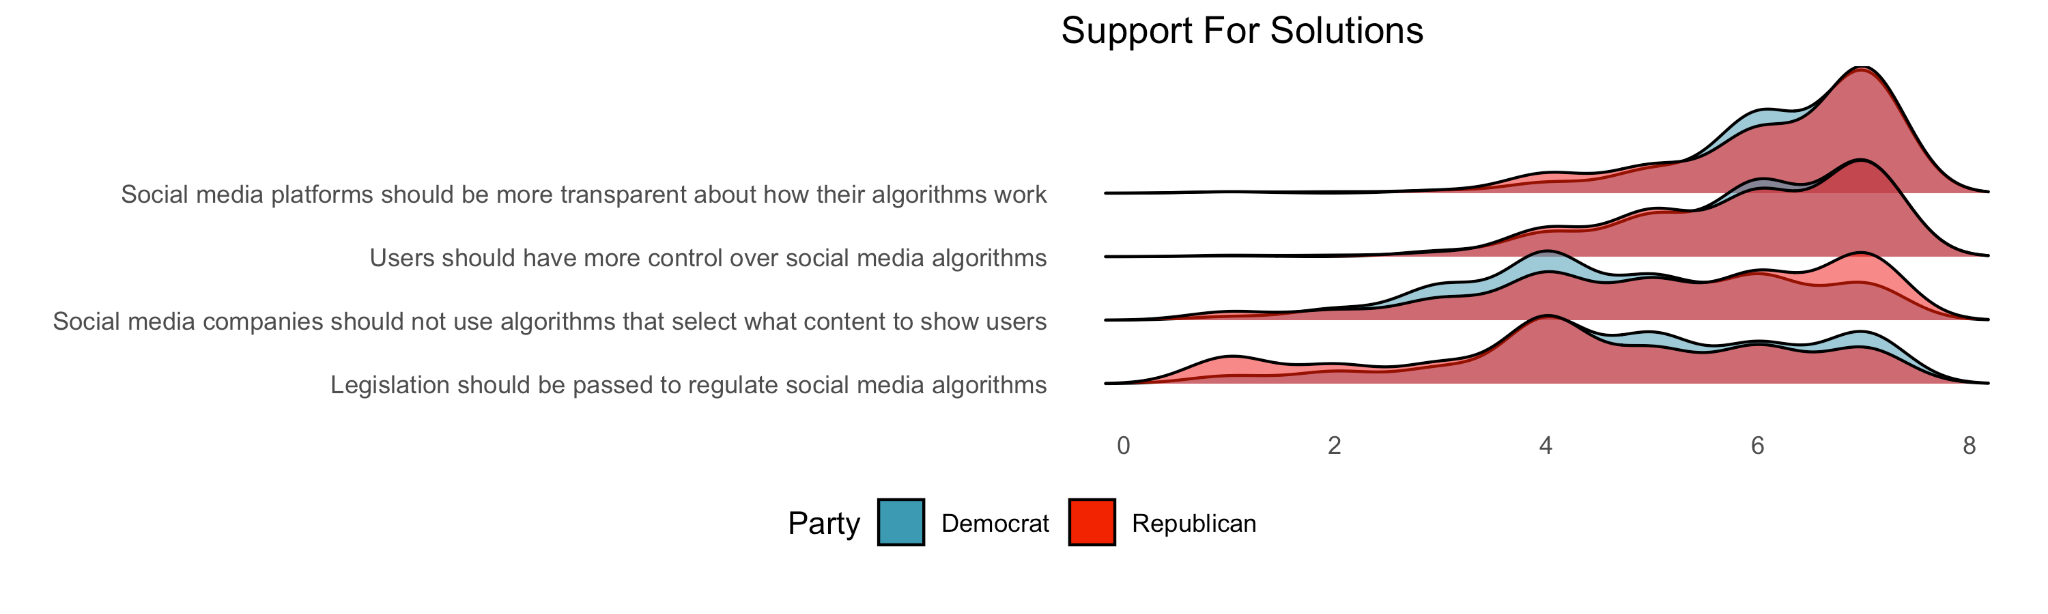 Support For Solutions
Social media platforms should be more transparent about how their algorithms work
Users should have more control over social media algorithms
Social media companies should not use algorithms that select what content to show users
Legislation should be passed to regulate social media algorithms
0 2 4 6 8
Party Democrat Republican